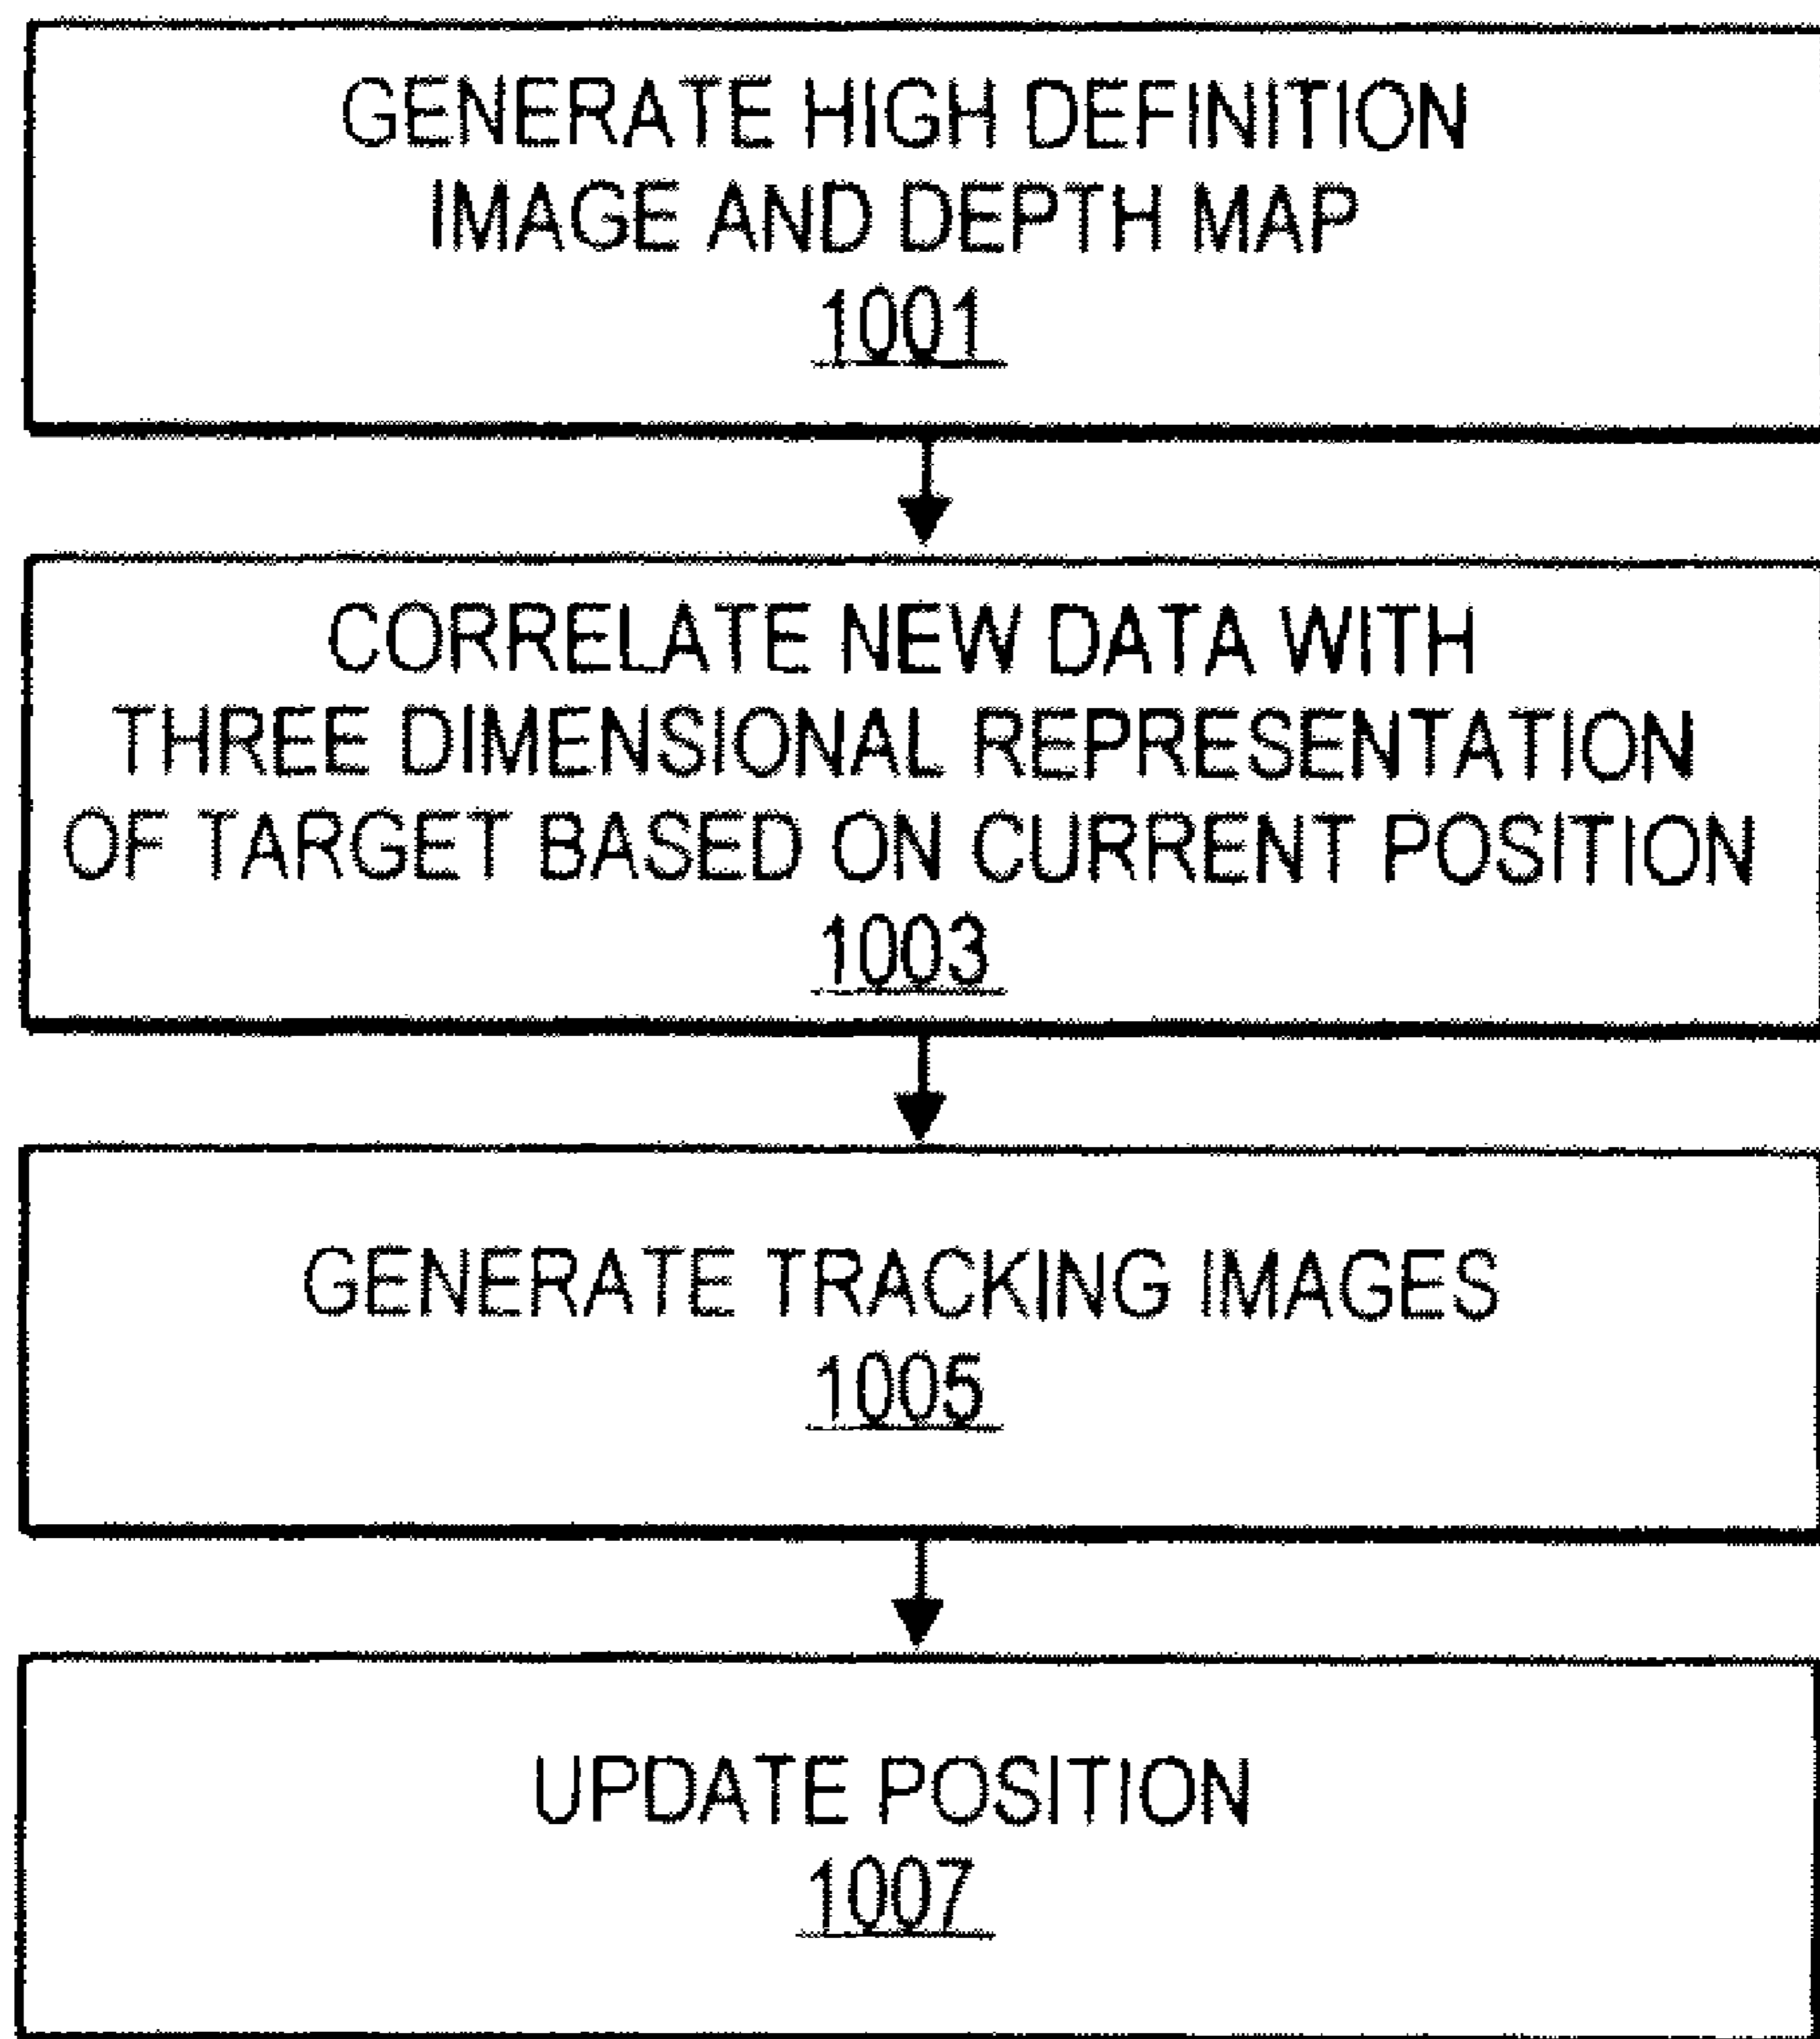 GENERATE HIGH DEFINITION
IMAGE AND DEPTH MAP
1001
CORRELATE NEW DATA WITH
THREE DIMENSIONAL REPRESENTATION
OF TARGET BASED ON CURRENT POSITION
1003
GENERATE TRACKING IMAGES
1005
UPDATE POSITION
1007